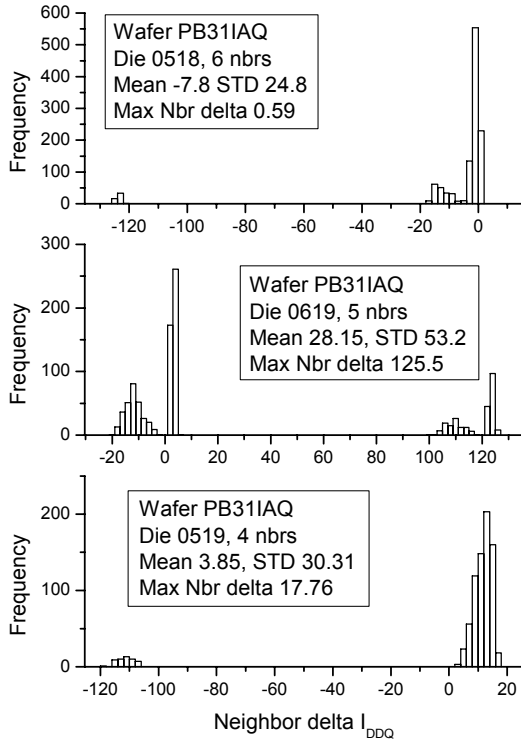 600
500
400
300
200
100
0
Frequency
Wafer PB31IAQ
Die 0518, 6 nbrs
Mean -7.8 STD 24.8
Max Nbr delta 0.59
-120 -100 -80 -60 -40 -20 0
300
200
100
0
Frequency
Wafer PB31IAQ
Die 0619, 5 nbrs
Mean 28.15, STD 53.2
Max Nbr delta 125.5
-20 0 20 40 60 80 100 120
200
100
0
Frequency
Wafer PB31IAQ
Die 0519, 4 nbrs
Mean 3.85, STD 30.31
Max Nbr delta 17.76
-120 -100 -80 -60 -40 -20 0 20
Neighbor delta I_DDQ